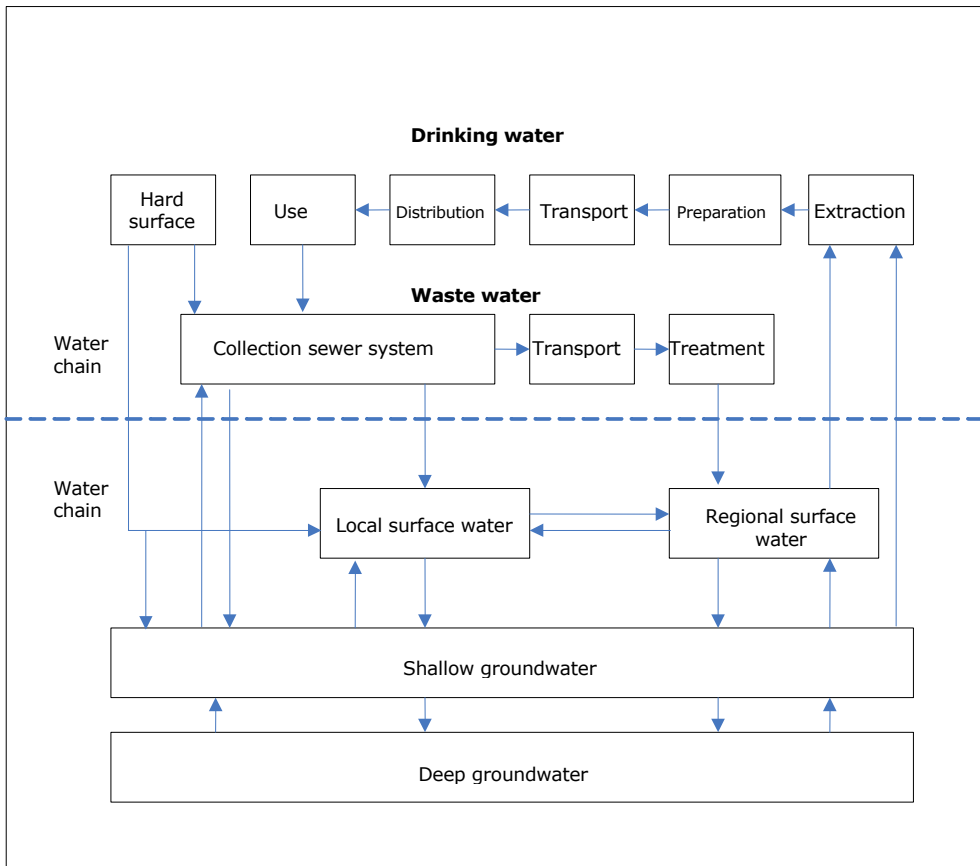 Drinking water
Hard
surface
Use
Distribution
Transport
Preparation
Extraction
Waste water
Water
chain
Collection sewer system
Transport
Treatment
Water
chain
Local surface water
Regional surface
water
Shallow groundwater
Deep groundwater